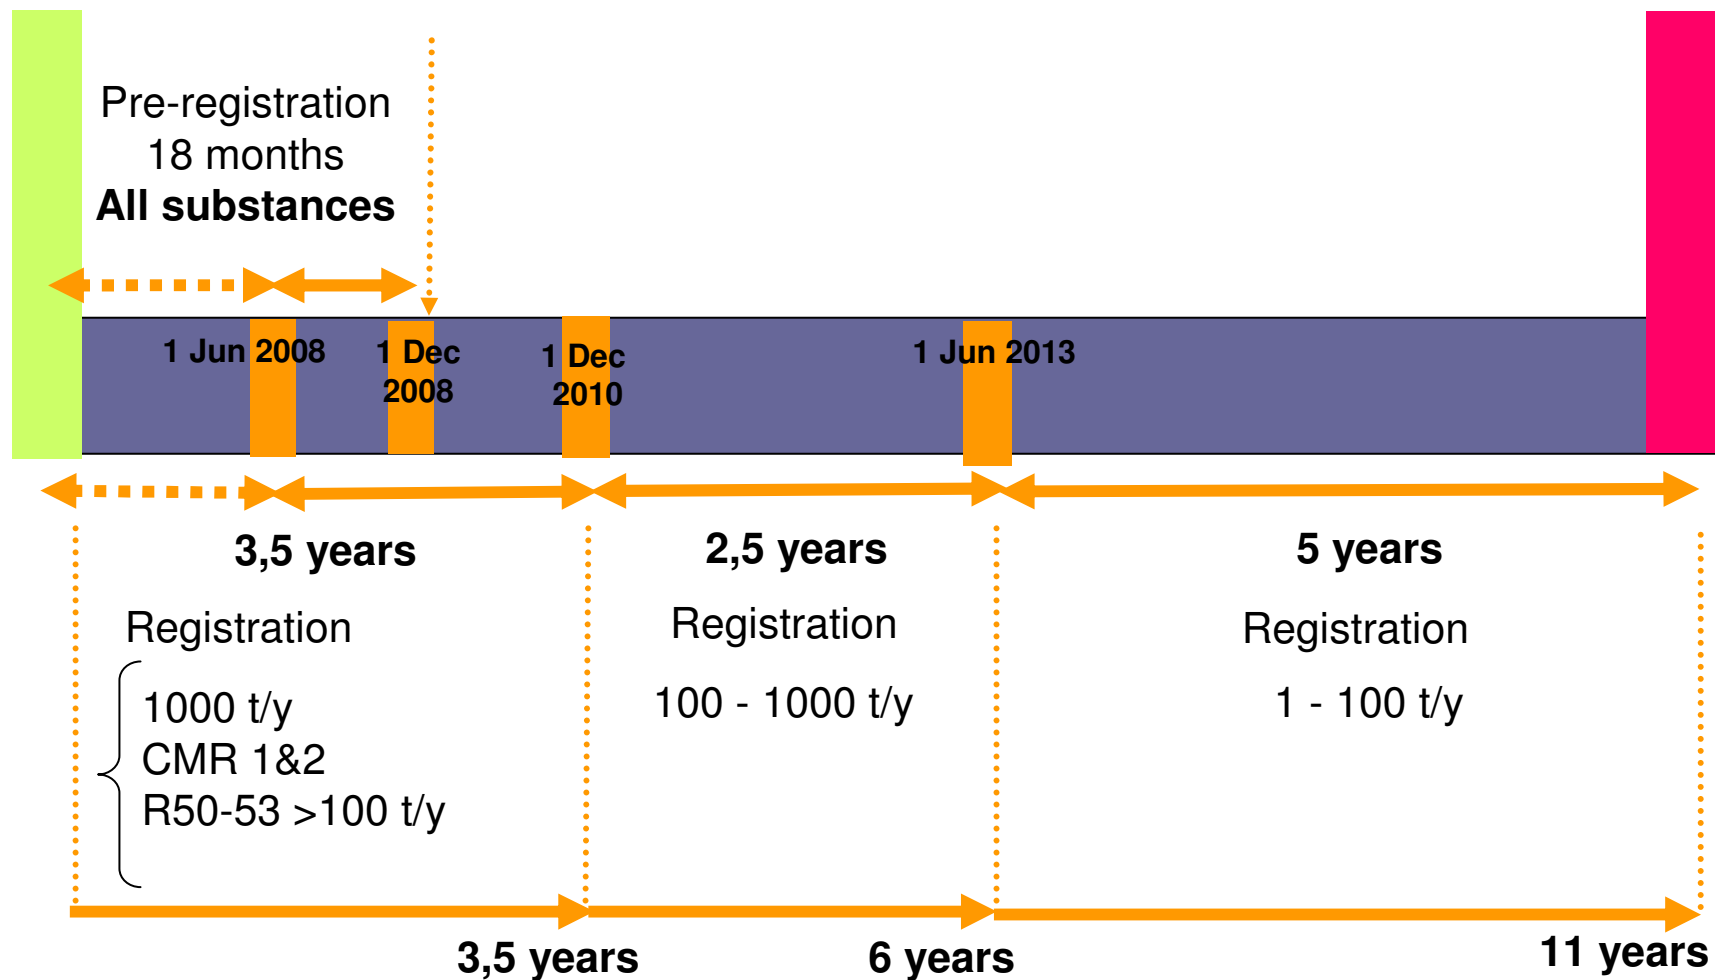 Pre-registration
18 months
All substances
1 Jun 2008
1 Dec
2008
1 Dec
2010
1 Jun 2013
3,5 years
2,5 years
5 years
Registration
1000 t/y
CMR 1&2
R50-53 >100 t/y
Registration
100 - 1000 t/y
Registration
1 - 100 t/y
3,5 years
6 years
11 years